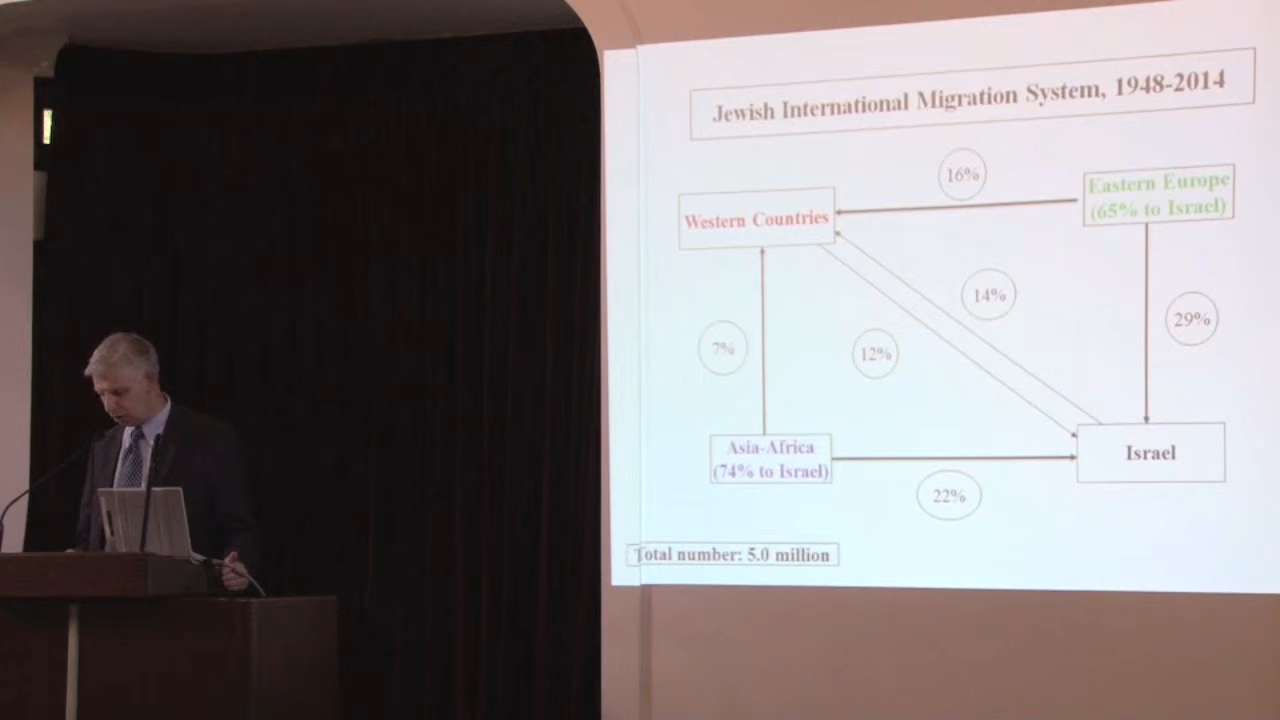 Jewish International Migration System, 1948-2014
16%
Eastern Europe
(65% to Israel)
Western Countries
14%
29%
7%
12%
Asia-Africa
(74% to Israel)
Israel
22%
Total number: 5.0 million